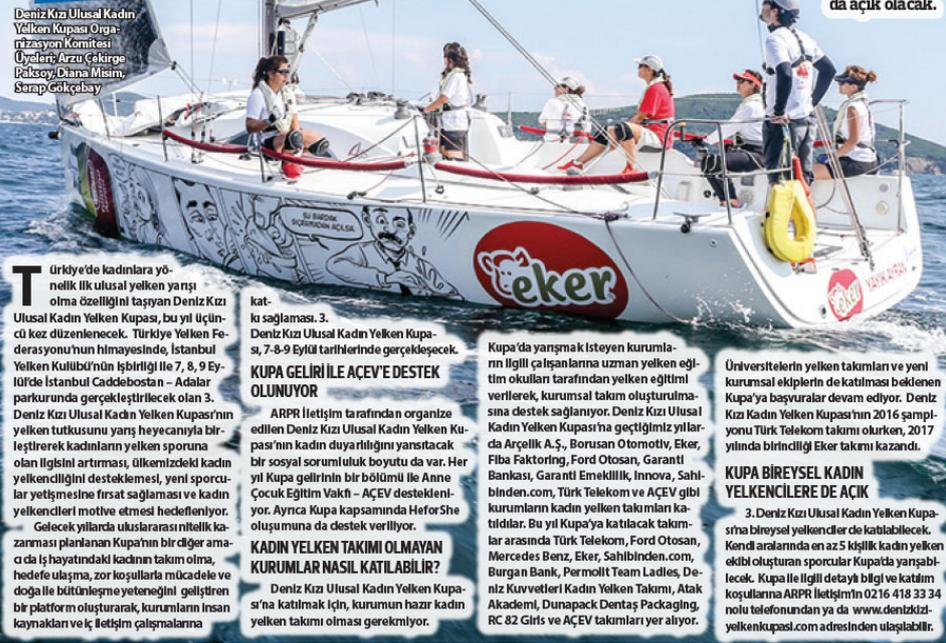 da açık olacak.
Deniz Kızı Ulusal Kadın
Yelken Kupası Orga-
nizasyon Komitesi
Üyeleri; Arzu Çekirge
Paksoy, Diana Misim,
Serap Gökçebay
ŞU BARDAK
SIÇRATMADAN AÇILSA
eker
eker
YAYIK AYRAN
Türkiye'de kadınlara yö-
nelik ilk ulusal yelken yarışı
olma özelliğini taşıyan Deniz Kızı
Ulusal Kadın Yelken Kupası, bu yıl üçün-
cü kez düzenlenecek. Türkiye Yelken Fe-
derasyonu'nun himayesinde, İstanbul
Yelken Kulübü'nün işbirliği ile 7, 8, 9 Ey-
lül'de İstanbul Caddebostan – Adalar
parkurunda gerçekleştirilecek olan 3.
Deniz Kızı Ulusal Kadın Yelken Kupası'nın
yelken tutkusunu yarış heyecanıyla bir-
leştirerek kadınların yelken sporuna
olan ilgisini artırması, ülkemizdeki kadın
yelkenciliğini desteklemesi, yeni sporcu-
lar yetişmesine fırsat sağlaması ve kadın
yelkencileri motive etmesi hedefleniyor.
Gelecek yıllarda uluslararası nitelik ka-
zanması planlanan Kupa'nın bir diğer ama-
cı da iş hayatındaki kadının takım olma,
hedefe ulaşma, zor koşullarla mücadele ve
doğa ile bütünleşme yeteneğini geliştiren
bir platform oluşturarak, kurumların insan
kaynakları ve iç iletişim çalışmalarına
kat-
kı sağlaması. 3.
Deniz Kızı Ulusal Kadın Yelken Kupa-
sı, 7-8-9 Eylül tarihlerinde gerçekleşecek.
KUPA GELİRİ İLE AÇEV'E DESTEK
OLUNUYOR
ARPR İletişim tarafından organize
edilen Deniz Kızı Ulusal Kadın Yelken Ku-
pası'nın kadın duyarlılığını yansıtacak
bir sosyal sorumluluk boyutu da var. Her
yıl Kupa gelirinin bir bölümü ile Anne
Çocuk Eğitim Vakfı – AÇEV destekleni-
yor. Ayrıca Kupa kapsamında HeforShe
oluşumuna da destek veriliyor.
KADIN YELKEN TAKIMI OLMAYAN
KURUMLAR NASIL KATILABİLİR?
Deniz Kızı Ulusal Kadın Yelken Kupa-
sı'na katılmak için, kurumun hazır kadın
yelken takımı olması gerekmiyor.
Kupa'da yarışmak isteyen kurumla-
rın ilgili çalışanlarına uzman yelken eği-
tim okulları tarafından yelken eğitimi
verilerek, kurumsal takım oluşturulma-
sına destek sağlanıyor. Deniz Kızı Ulusal
Kadın Yelken Kupası'na geçtiğimiz yıllar-
da Arçelik A.Ş., Borusan Otomotiv, Eker,
Fiba Faktoring, Ford Otosan, Garanti
Bankası, Garanti Emeklilik, Innova, Sahi-
binden.com, Türk Telekom ve AÇEV gibi
kurumların kadın yelken takımları ka-
tıldılar. Bu yıl Kupa'ya katılacak takım-
lar arasında Türk Telekom, Ford Otosan,
Mercedes Benz, Eker, Sahibinden.com,
Burgan Bank, Permolit Team Ladies, De-
niz Kuvvetleri Kadın Yelken Takımı, Atak
Akademi, Dunapack Dentaş Packaging,
RC 82 Girls ve AÇEV takımları yer alıyor.
Üniversitelerin yelken takımları ve yeni
kurumsal ekiplerin de katılması beklenen
Kupa'ya başvurular devam ediyor. Deniz
Kızı Kadın Yelken Kupası'nın 2016 şampi-
yonu Türk Telekom takımı olurken, 2017
yılında birinciliği Eker takımı kazandı.
KUPA BİREYSEL KADIN
YELKENCİLERE DE AÇIK
3. Deniz Kızı Ulusal Kadın Yelken Kupa-
sı'na bireysel yelkenciler de katılabilecek.
Kendi aralarında en az 5 kişilik kadın yelken
ekibi oluşturan sporcular Kupa'da yarışabi-
lecek. Kupa ile ilgili detaylı bilgi ve katılım
koşullarına ARPR İletişim'in 0216 418 33 34
nolu telefonundan ya da www.denizkizi-
yelkenkupasi.com adresinden ulaşılabilir.